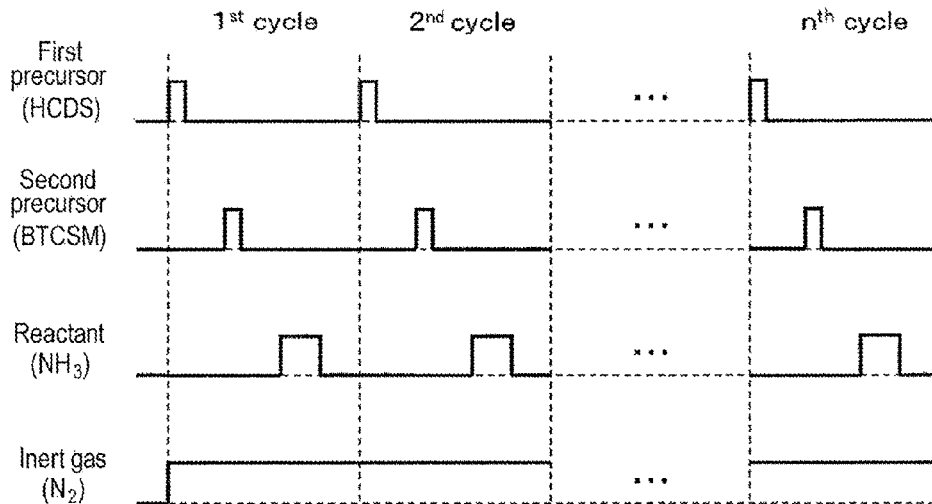 1st cycle 2nd cycle nth cycle
First
precursor
(HCDS)
...
Second
precursor
(BTCSM)
...
Reactant
(NH3)
...
Inert gas
(N2)
...